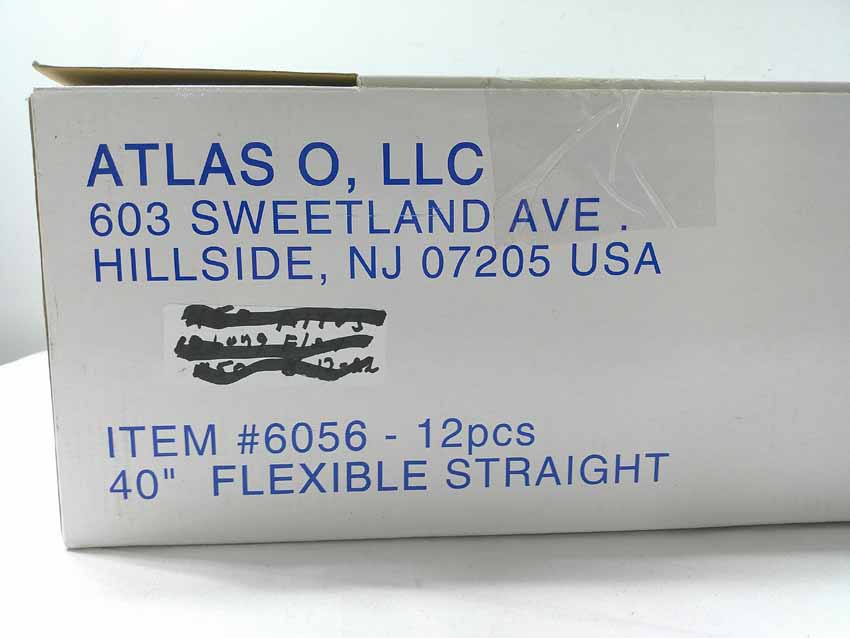 ATLAS O, LLC
603 SWEETLAND AVE .
HILLSIDE, NJ 07205 USA
ITEM #6056 - 12pcs
40" FLEXIBLE STRAIGHT